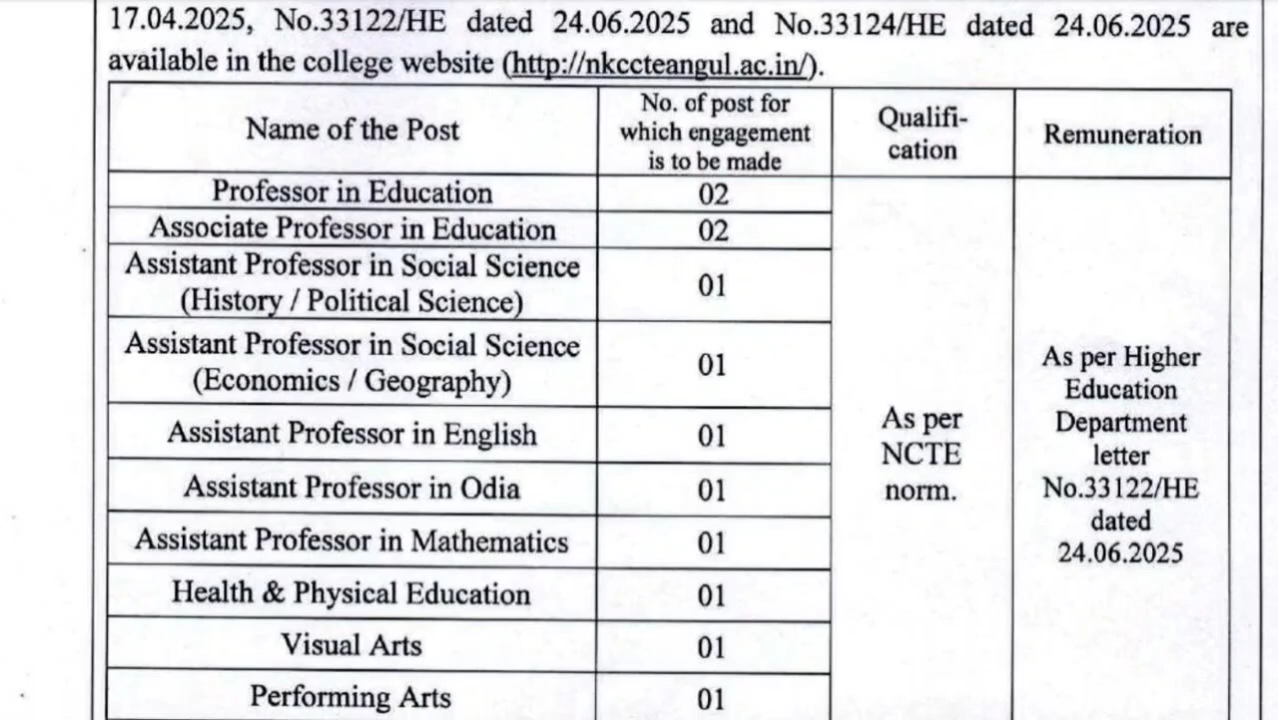 17.04.2025, No.33122/HE dated 24.06.2025 and No.33124/HE dated 24.06.2025 are
available in the college website (http://nkccteangul.ac.in/).
Name of the Post
No. of post for
which engagement
is to be made
Qualifi-
cation
Remuneration
Professor in Education 02
Associate Professor in Education 02
Assistant Professor in Social Science
(History / Political Science)
01
Assistant Professor in Social Science
(Economics / Geography)
01
Assistant Professor in English 01
Assistant Professor in Odia 01
Assistant Professor in Mathematics 01
Health & Physical Education 01
Visual Arts 01
Performing Arts 01
As per
NCTE
norm.
As per Higher
Education
Department
letter
No.33122/HE
dated
24.06.2025